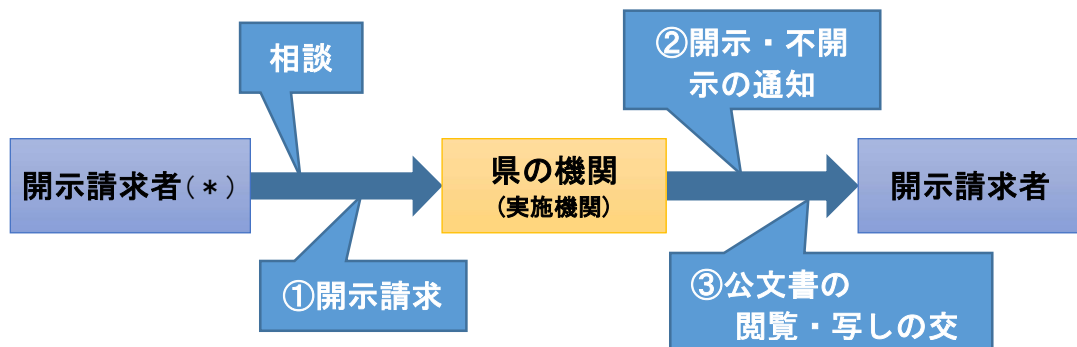 相談
②開示・不開
示の通知
開示請求者(*)
県の機関
(実施機関)
開示請求者
①開示請求
③公文書の
閲覧・写しの交